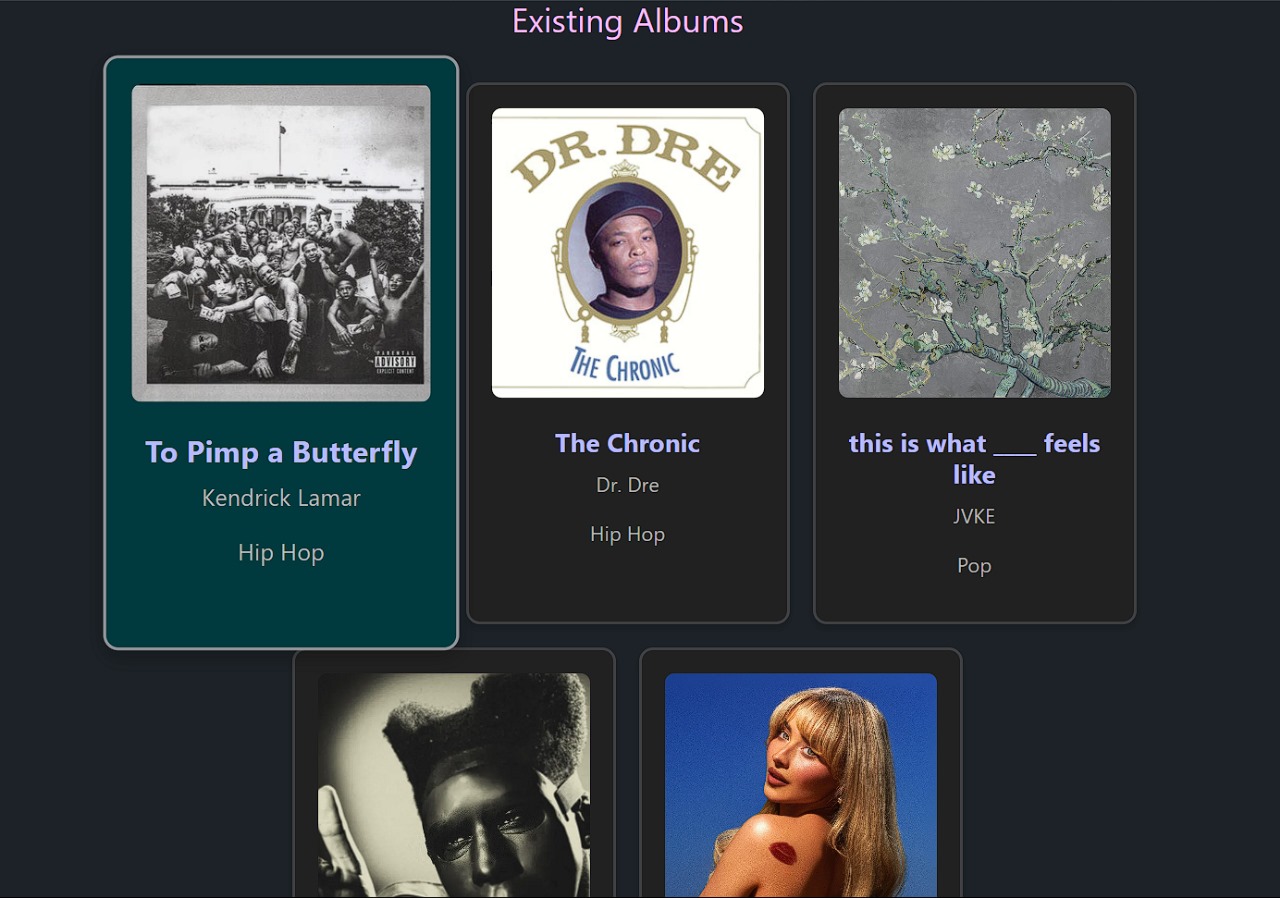 Existing Albums
PARENTAL
ADVISORY
EXPLICIT CONTENT
To Pimp a Butterfly
Kendrick Lamar
Hip Hop
DR. DRE
THE CHRONIC
The Chronic
Dr. Dre
Hip Hop
this is what ____ feels
like
JVKE
Pop